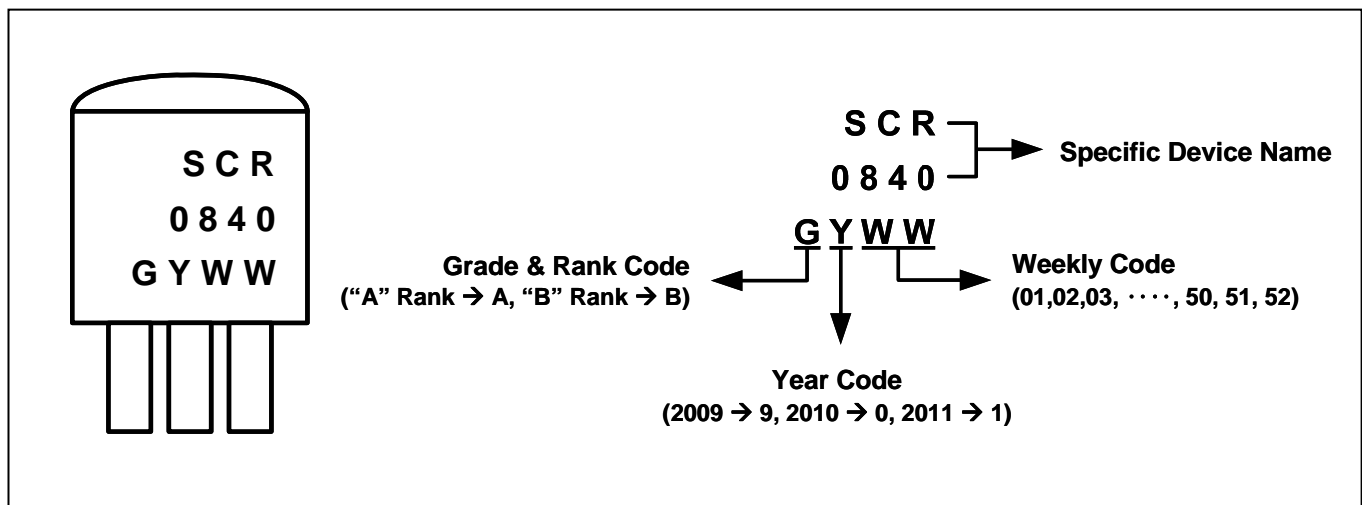 S C R
0 8 4 0
G Y W W
S C R
0 8 4 0
Specific Device Name
G Y W W
Grade & Rank Code
(“A” Rank → A, “B” Rank → B)
Weekly Code
(01,02,03, ‧‧‧‧, 50, 51, 52)
Year Code
(2009 → 9, 2010 → 0, 2011 → 1)